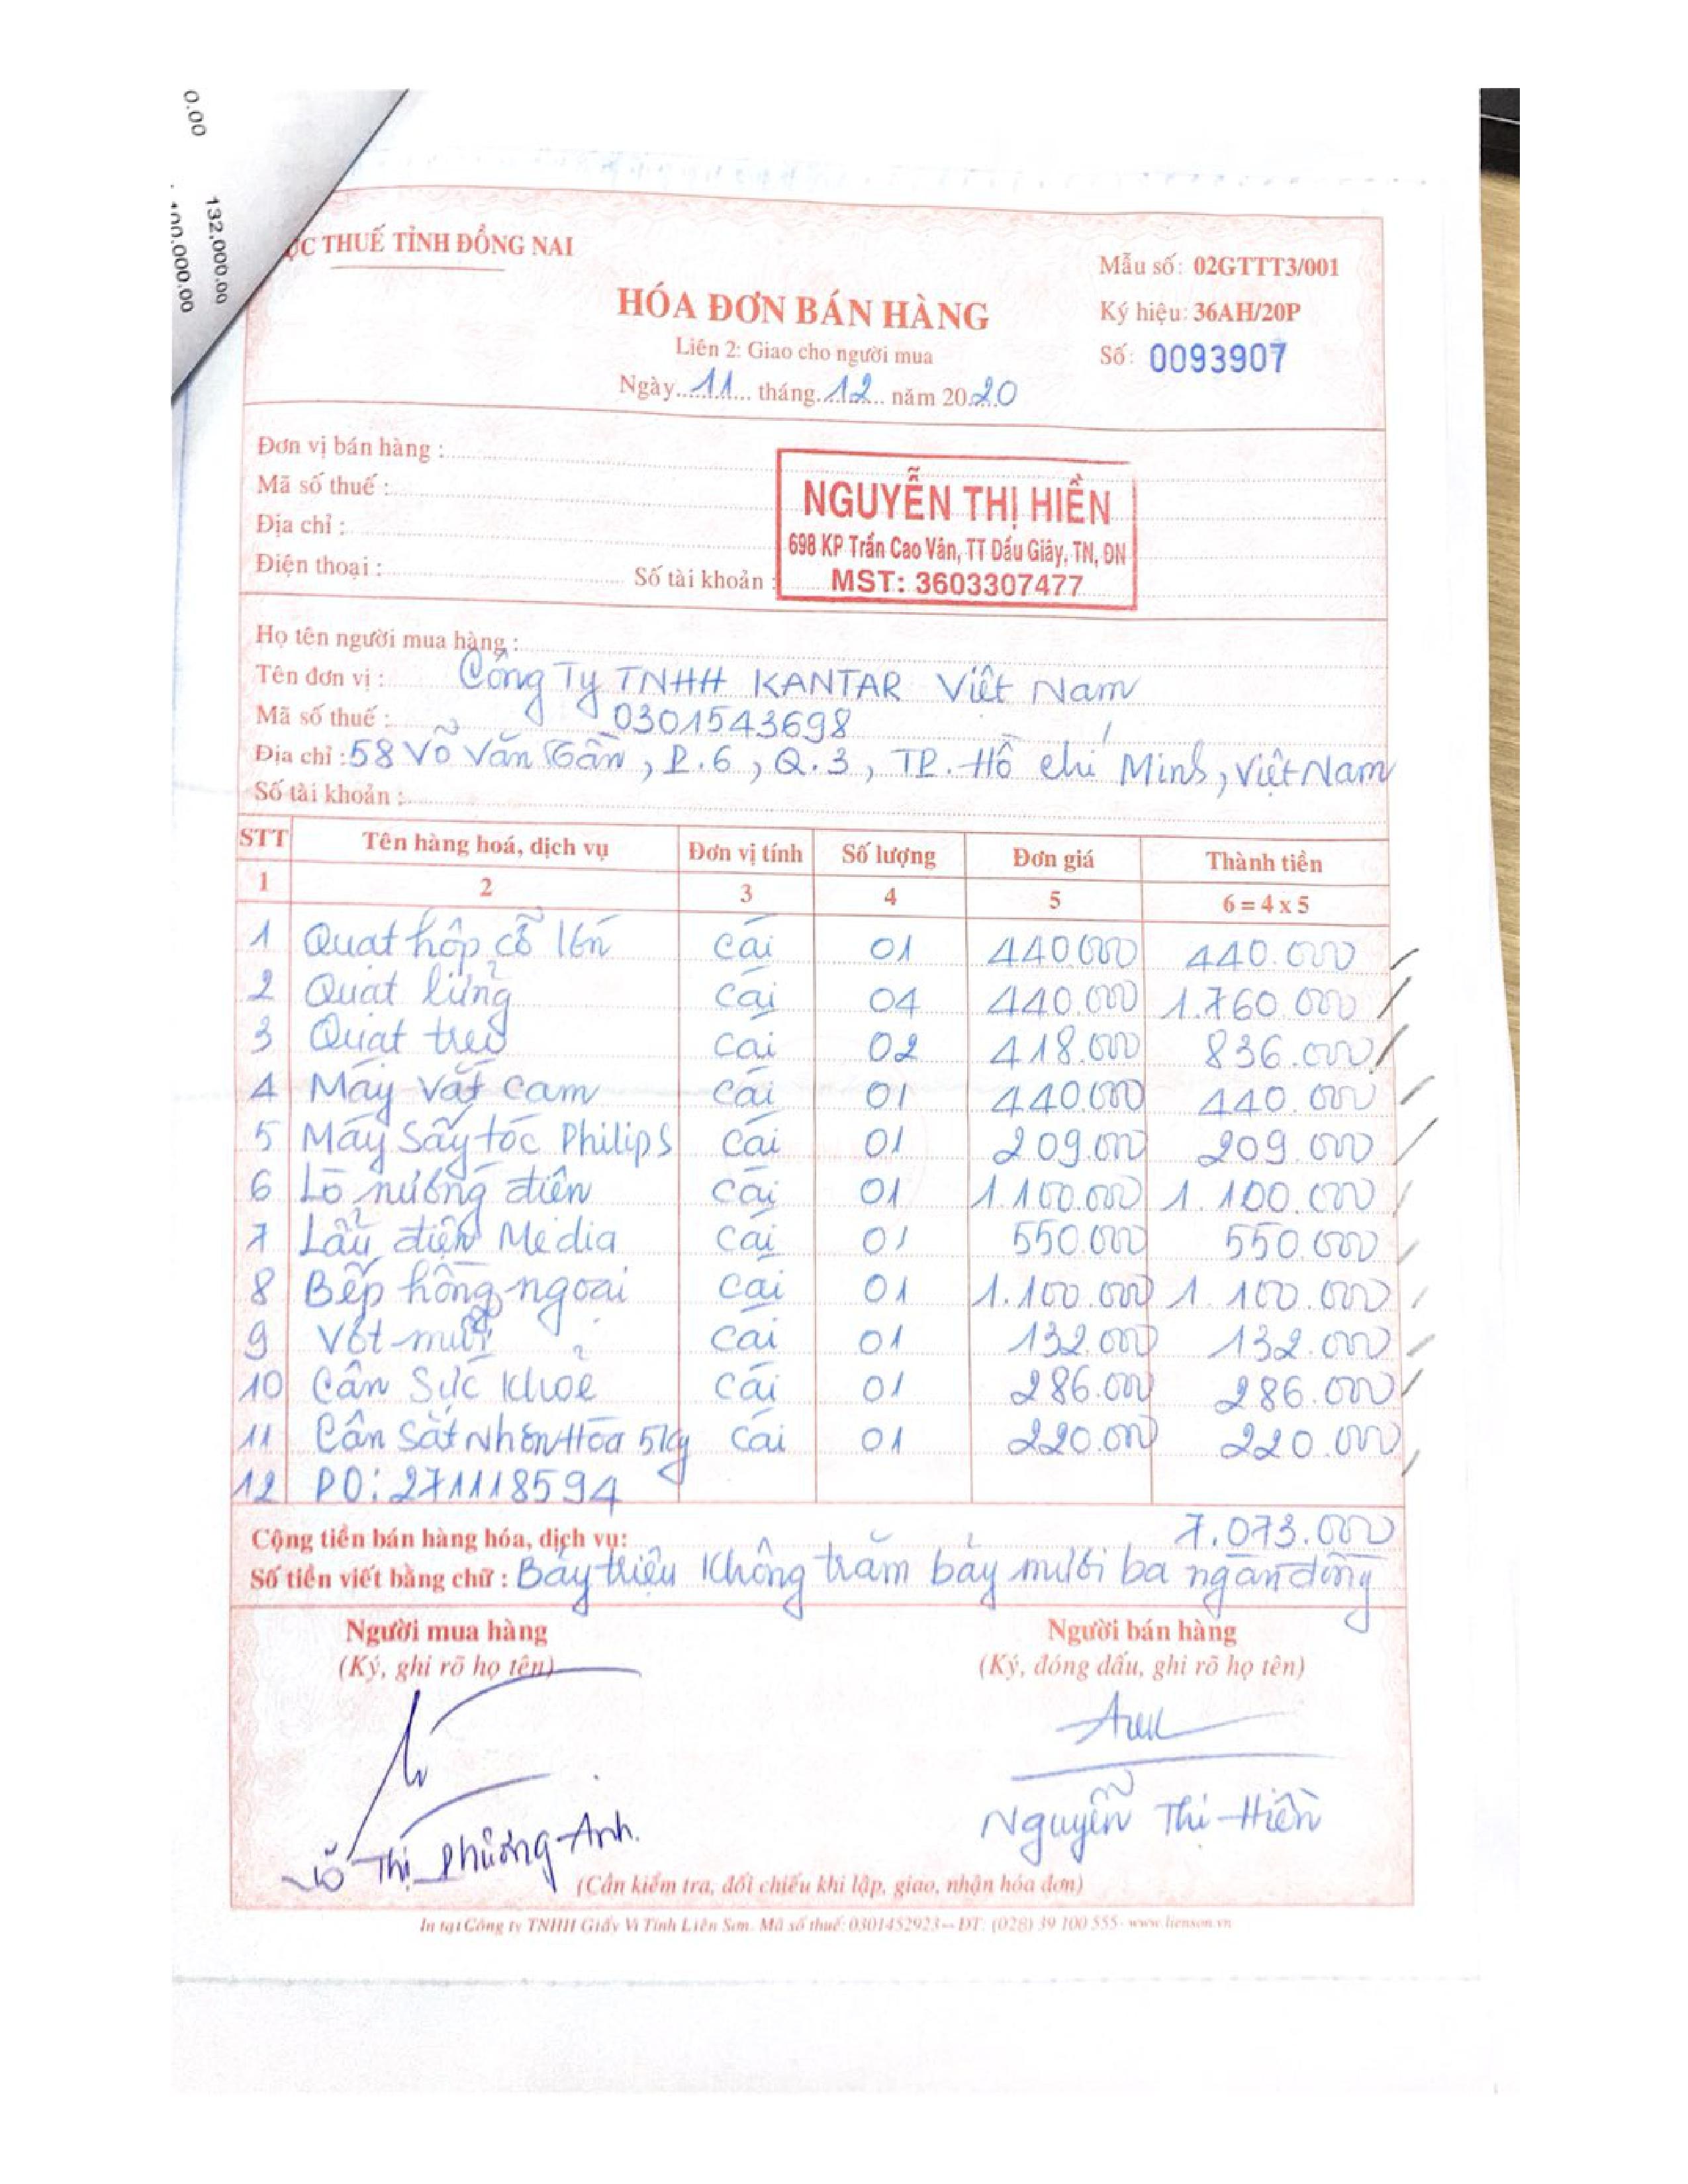 0.00
132,000.00
.100.000.00
ỤC THUẾ TỈNH ĐỒNG NAI
Mẫu số: 02GTTT3/001
HÓA ĐƠN BÁN HÀNG
Ký hiệu: 36AH/20P
Liên 2: Giao cho người mua
Số: 0093907
Ngày 11 tháng 12 năm 2020
Đơn vị bán hàng :
Mã số thuế :
Địa chỉ :
Điện thoại : Số tài khoản :
NGUYỄN THỊ HIỀN
698 KP Trần Cao Vân, TT Dầu Giây, TN, ĐN
MST: 3603307477
Họ tên người mua hàng :
Tên đơn vị : Công Ty TNHH KANTAR Việt Nam
Mã số thuế : 0301543698
Địa chỉ : 58 Võ Văn Tần, P.6, Q.3, TP. Hồ Chí Minh, Việt Nam
Số tài khoản :
STT Tên hàng hoá, dịch vụ Đơn vị tính Số lượng Đơn giá Thành tiền
1 2 3 4 5 6 = 4 x 5
1 Quạt hộp cỡ lớn cái 01 440.000 440.000
2 Quạt lửng cái 04 440.000 1.760.000
3 Quạt treo cái 02 418.000 836.000
4 Máy vắt cam cái 01 440.000 440.000
5 Máy sấy tóc Philips cái 01 209.000 209.000
6 Lò nướng điện cái 01 1.100.000 1.100.000
7 Lẩu điện Media cái 01 550.000 550.000
8 Bếp hồng ngoại cái 01 1.100.000 1.100.000
9 Vợt muỗi cái 01 132.000 132.000
10 Cân Sức khoẻ cái 01 286.000 286.000
11 Cân Sắt Nhơn Hòa 5kg cái 01 220.000 220.000
12 PO: 271118594
Cộng tiền bán hàng hóa, dịch vụ: 7.073.000
Số tiền viết bằng chữ : Bảy triệu không trăm bảy mươi ba ngàn đồng
Người mua hàng Người bán hàng
(Ký, ghi rõ họ tên) (Ký, đóng dấu, ghi rõ họ tên)
Nguyễn Thị Hiền
Võ Thị Phương Anh.
(Cần kiểm tra, đối chiếu khi lập, giao, nhận hóa đơn)
In tại Công ty TNHH Giấy Vi Tính Liên Sơn. Mã số thuế: 0301452923 - ĐT: (028) 39 100 555 - www.lienson.vn